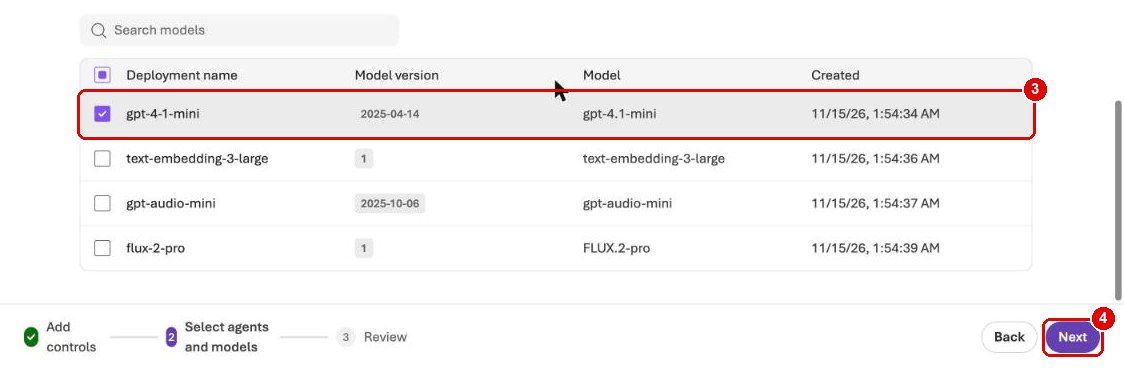 Search models
Deployment name Model version Model Created
3
gpt-4-1-mini 2025-04-14 gpt-4.1-mini 11/15/26, 1:54:34 AM
text-embedding-3-large 1 text-embedding-3-large 11/15/26, 1:54:36 AM
gpt-audio-mini 2025-10-06 gpt-audio-mini 11/15/26, 1:54:37 AM
flux-2-pro 1 FLUX.2-pro 11/15/26, 1:54:39 AM
4
Add
controls
2
Select agents
and models
3 Review
Back Next